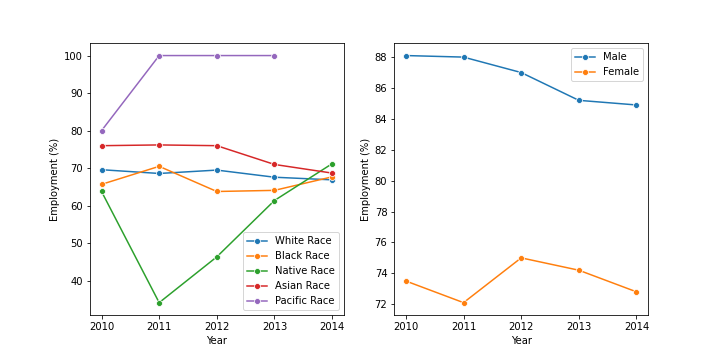 100
90
80
70
60
50
40
Employment (%)
2010 2011 2012 2013 2014
Year
White Race
Black Race
Native Race
Asian Race
Pacific Race
88
86
84
82
80
78
76
74
72
Employment (%)
2010 2011 2012 2013 2014
Year
Male
Female